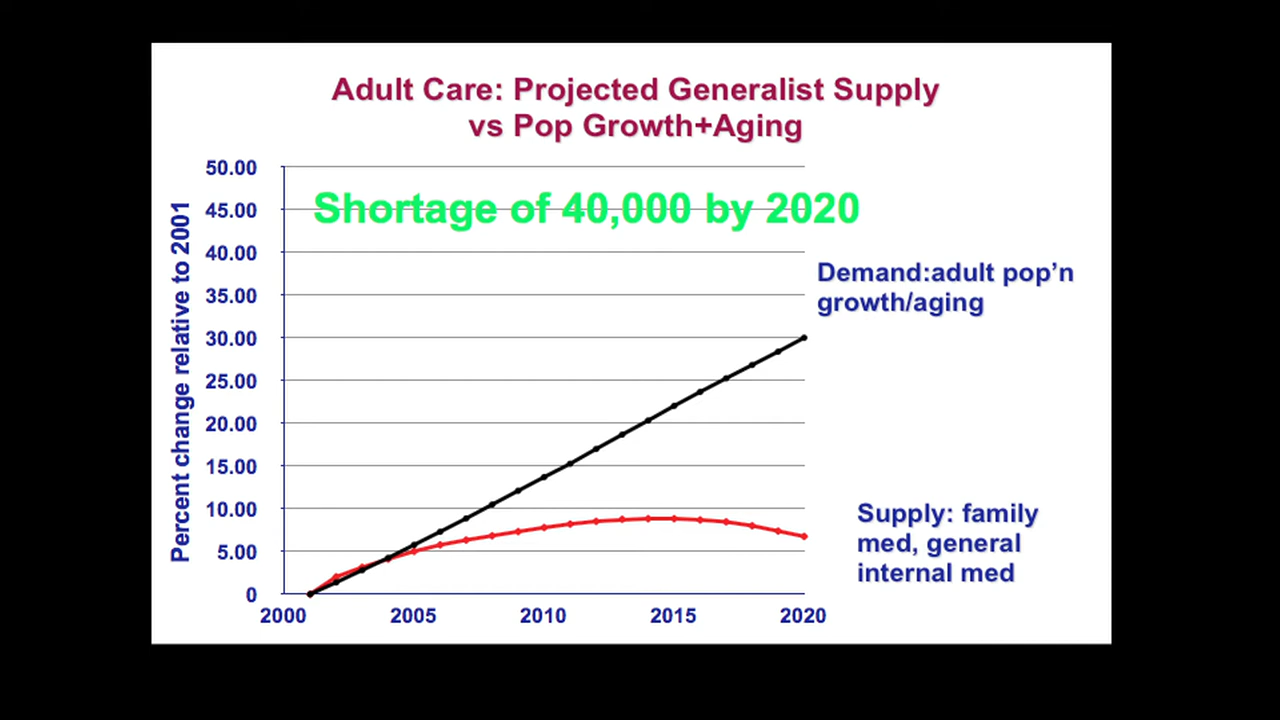 Adult Care: Projected Generalist Supply
vs Pop Growth+Aging
Percent change relative to 2001
50.00
45.00
40.00
35.00
30.00
25.00
20.00
15.00
10.00
5.00
0
Shortage of 40,000 by 2020
Demand:adult pop’n
growth/aging
Supply: family
med, general
internal med
2000 2005 2010 2015 2020